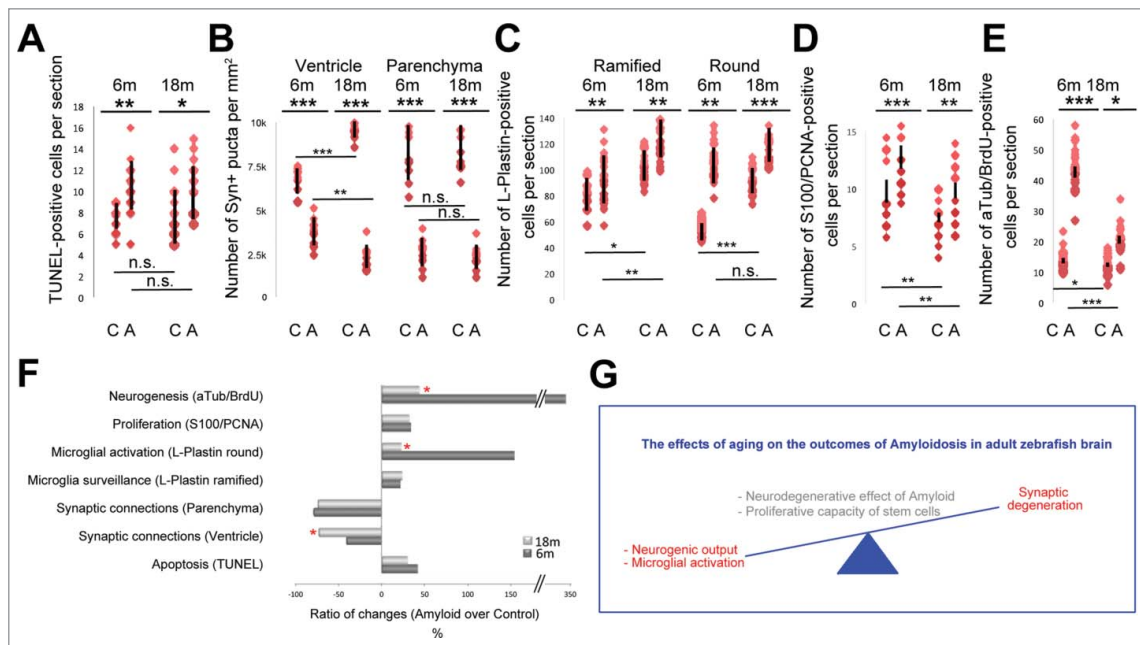 A
TUNEL-positive cells per section
6m 18m
** *
18
16
14
12
10
8
6
4
2
0
n.s.
n.s.
C A C A
B
Number of Syn+ pucta per mm²
Ventricle Parenchyma
6m 18m 6m 18m
*** *** *** ***
10k
7.5k
5k
2.5k
0
***
**
n.s.
n.s.
C A C A C A C A
C
Number of L-Plastin-positive
cells per section
Ramified Round
6m 18m 6m 18m
** ** ** ***
140
120
100
80
60
40
20
0
* ***
** n.s.
C A C A C A C A
D
Number of S100/PCNA-positive
cells per section
6m 18m
*** **
15
10
5
0
**
**
C A C A
E
Number of aTub/BrdU-positive
cells per section
6m 18m
*** *
60
50
40
30
20
10
0
*
***
C A C A
F
Neurogenesis (aTub/BrdU)
*
Proliferation (S100/PCNA)
Microglial activation (L-Plastin round)
*
Microglia surveillance (L-Plastin ramified)
Synaptic connections (Parenchyma)
Synaptic connections (Ventricle)
*
Apoptosis (TUNEL)
18m
6m
-100 -50 0 50 100 150 350
Ratio of changes (Amyloid over Control)
%
G
The effects of aging on the outcomes of Amyloidosis in adult zebrafish brain
- Neurodegenerative effect of Amyloid
- Proliferative capacity of stem cells
Synaptic
degeneration
- Neurogenic output
- Microglial activation